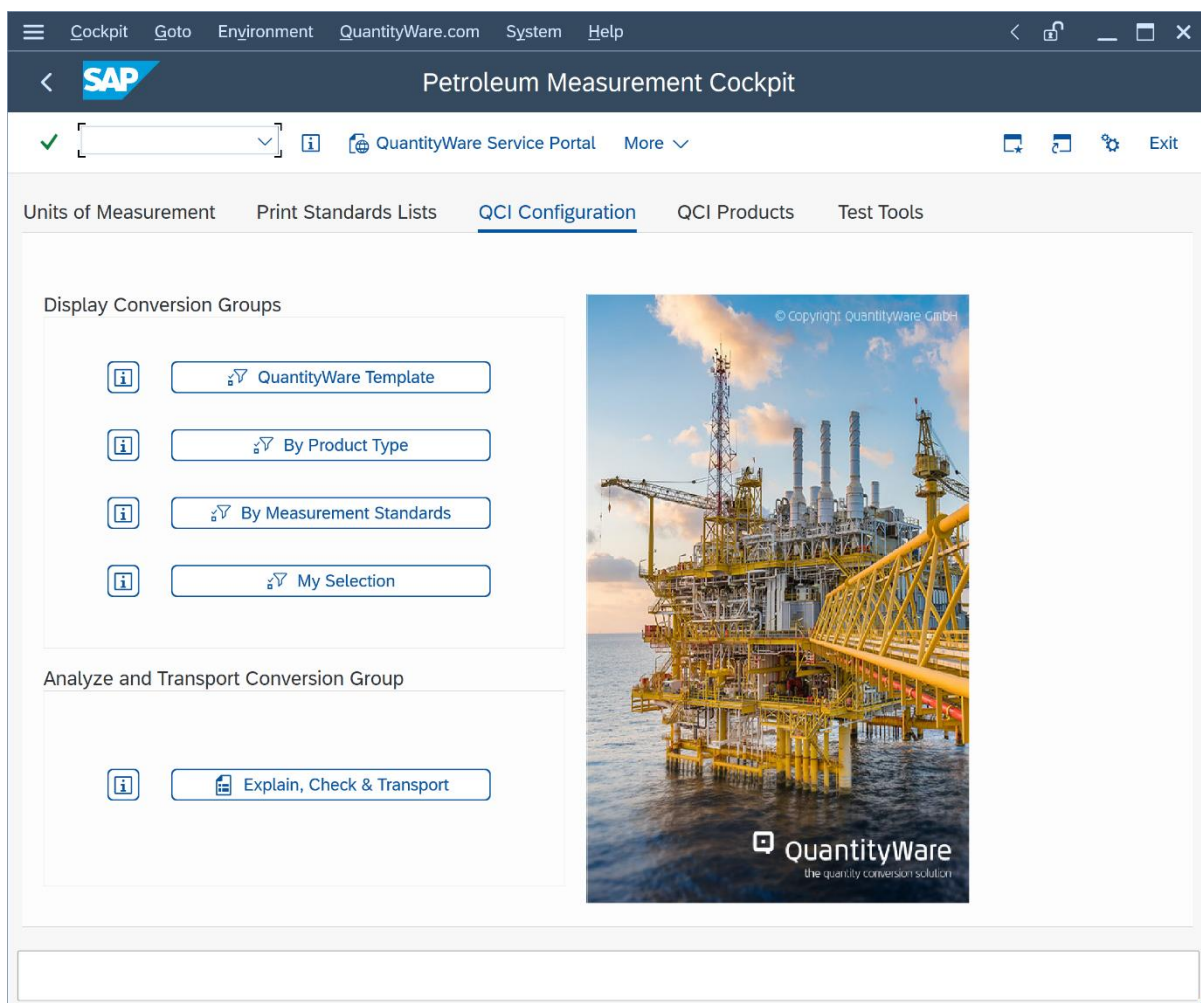 Cockpit Goto Environment QuantityWare.com System Help
SAP Petroleum Measurement Cockpit
QuantityWare Service Portal More Exit
Units of Measurement Print Standards Lists QCI Configuration QCI Products Test Tools
Display Conversion Groups
© Copyright QuantityWare GmbH
QuantityWare Template
By Product Type
By Measurement Standards
My Selection
Analyze and Transport Conversion Group
Explain, Check & Transport
QuantityWare
the quantity conversion solution